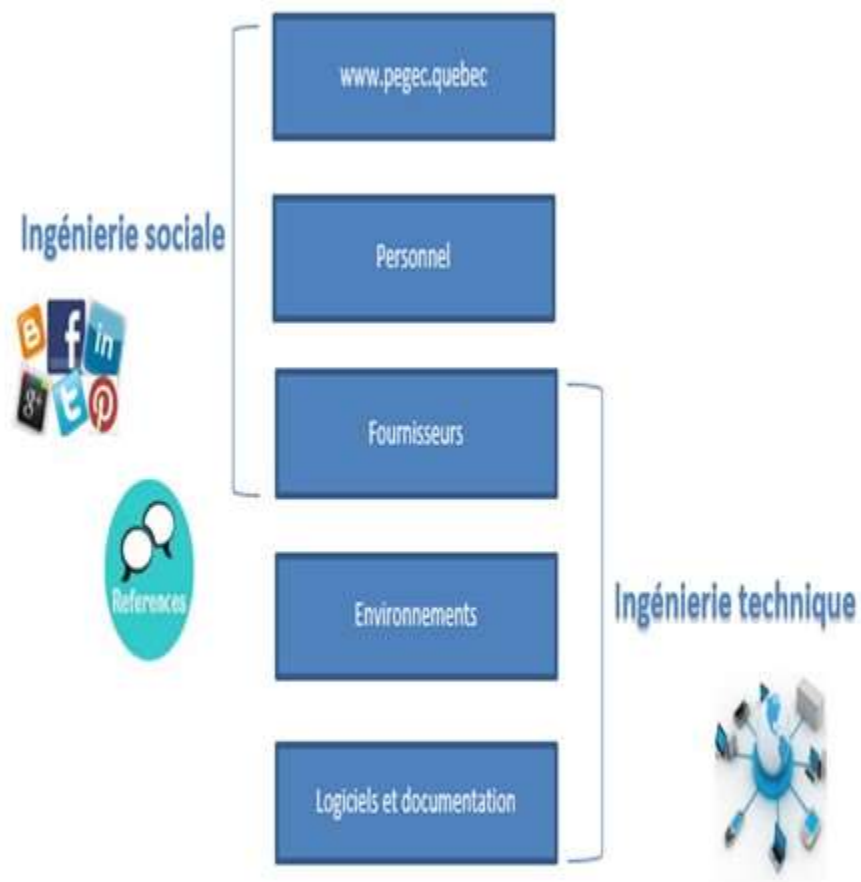 www.pegec.quebec
Ingénierie sociale
Personnel
Fournisseurs
References
Environnements
Ingénierie technique
Logiciels et documentation